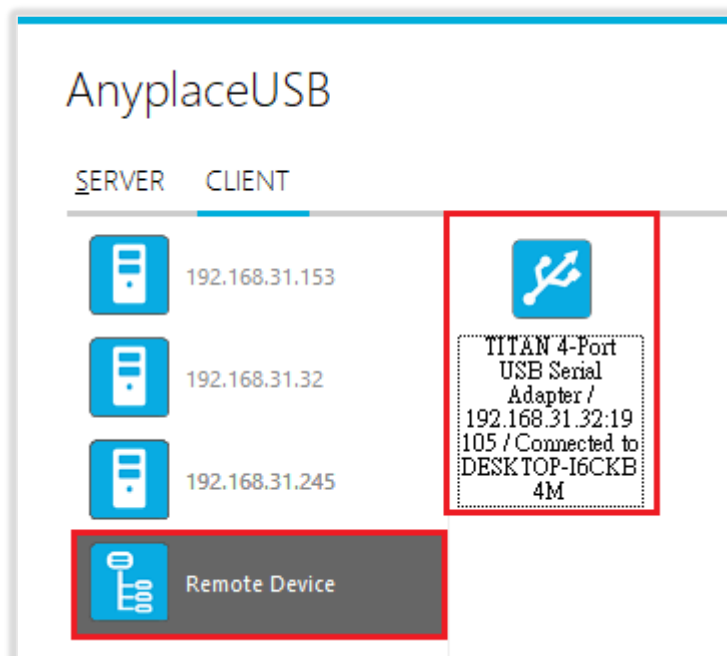 AnyplaceUSB
SERVER CLIENT
192.168.31.153
192.168.31.32
192.168.31.245
Remote Device
TITAN 4-Port
USB Serial
Adapter /
192.168.31.32:19
105 / Connected to
DESKTOP-I6CKB
4M